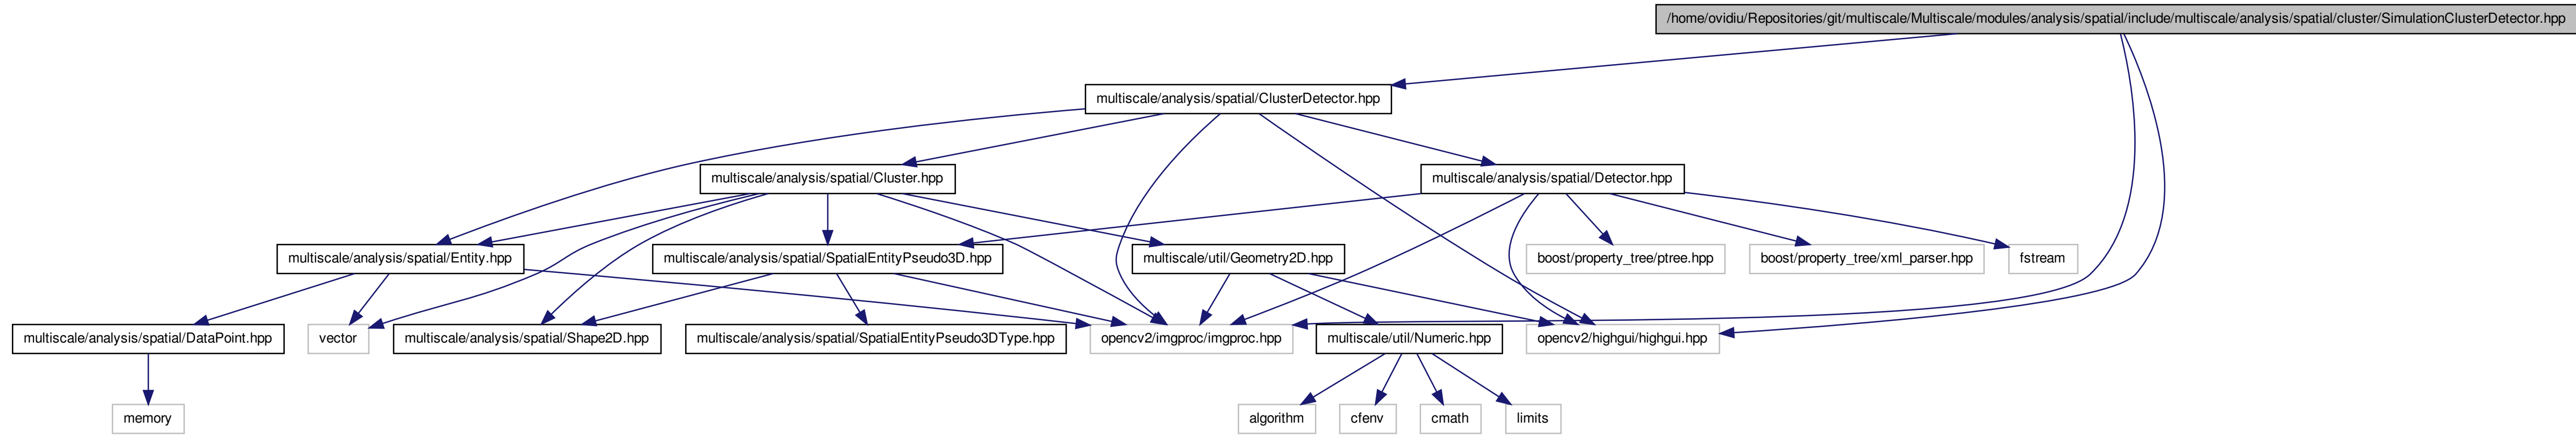 /home/ovidiu/Repositories/git/multiscale/Multiscale/modules/analysis/spatial/include/multiscale/analysis/spatial/cluster/SimulationClusterDetector.hpp
multiscale/analysis/spatial/ClusterDetector.hpp
multiscale/analysis/spatial/Cluster.hpp
multiscale/analysis/spatial/Detector.hpp
multiscale/analysis/spatial/Entity.hpp
multiscale/analysis/spatial/SpatialEntityPseudo3D.hpp
multiscale/util/Geometry2D.hpp
boost/property_tree/ptree.hpp
boost/property_tree/xml_parser.hpp
fstream
multiscale/analysis/spatial/DataPoint.hpp
vector
multiscale/analysis/spatial/Shape2D.hpp
multiscale/analysis/spatial/SpatialEntityPseudo3DType.hpp
opencv2/imgproc/imgproc.hpp
multiscale/util/Numeric.hpp
opencv2/highgui/highgui.hpp
memory
algorithm
cfenv
cmath
limits